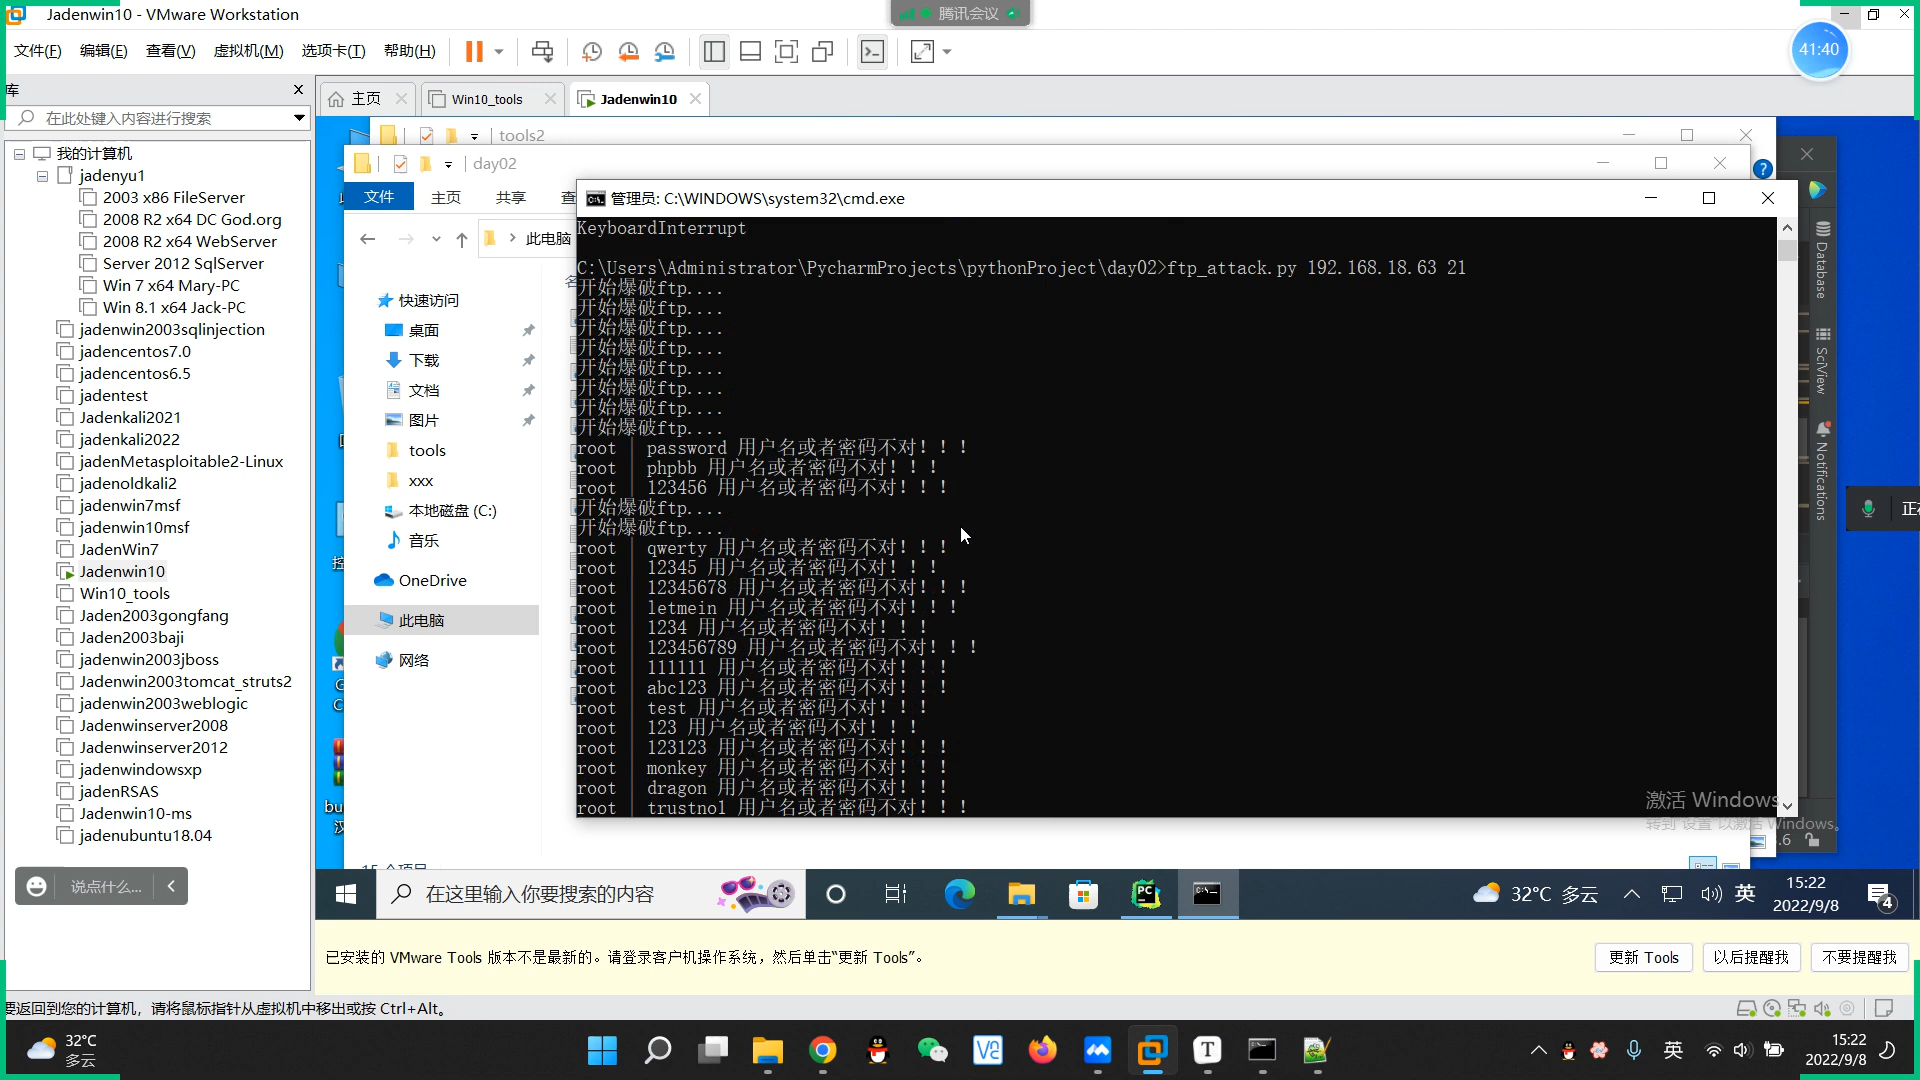 Jadenwin10 - VMware Workstation
腾讯会议
文件(F) 编辑(E) 查看(V) 虚拟机(M) 选项卡(T) 帮助(H)
41:40
库
主页
Win10_tools
Jadenwin10
在此处键入内容进行搜索
我的计算机
jadenyu1
2003 x86 FileServer
2008 R2 x64 DC God.org
2008 R2 x64 WebServer
Server 2012 SqlServer
Win 7 x64 Mary-PC
Win 8.1 x64 Jack-PC
jadenwin2003sqlinjection
jadencentos7.0
jadencentos6.5
jadentest
Jadenkali2021
jadenkali2022
jadenMetasploitable2-Linux
jadenoldkali2
jadenwin7msf
jadenwin10msf
JadenWin7
Jadenwin10
Win10_tools
Jaden2003gongfang
Jaden2003baji
jadenwin2003jboss
Jadenwin2003tomcat_struts2
jadenwin2003weblogic
Jadenwinserver2008
Jadenwinserver2012
jadenwindowsxp
jadenRSAS
Jadenwin10-ms
jadenubuntu18.04
说点什么...
tools2
day02
文件 主页 共享 查
此电脑
快速访问
桌面
下载
文档
图片
tools
xxx
本地磁盘 (C:)
音乐
OneDrive
此电脑
网络
管理员: C:\WINDOWS\system32\cmd.exe
KeyboardInterrupt
C:\Users\Administrator\PycharmProjects\pythonProject\day02>ftp_attack.py 192.168.18.63 21
开始爆破ftp....
开始爆破ftp....
开始爆破ftp....
开始爆破ftp....
开始爆破ftp....
开始爆破ftp....
开始爆破ftp....
开始爆破ftp....
root | password 用户名或者密码不对！！！
root | phpbb 用户名或者密码不对！！！
root | 123456 用户名或者密码不对！！！
开始爆破ftp....
开始爆破ftp....
root | qwerty 用户名或者密码不对！！！
root | 12345 用户名或者密码不对！！！
root | 12345678 用户名或者密码不对！！！
root | letmein 用户名或者密码不对！！！
root | 1234 用户名或者密码不对！！！
root | 123456789 用户名或者密码不对！！！
root | 111111 用户名或者密码不对！！！
root | abc123 用户名或者密码不对！！！
root | test 用户名或者密码不对！！！
root | 123 用户名或者密码不对！！！
root | 123123 用户名或者密码不对！！！
root | monkey 用户名或者密码不对！！！
root | dragon 用户名或者密码不对！！！
root | trustno1 用户名或者密码不对！！！
Database
SciView
Notifications
激活 Windows
转到"设置"以激活 Windows。
在这里输入你要搜索的内容
32°C 多云
英
15:22
2022/9/8
4
已安装的 VMware Tools 版本不是最新的。请登录客户机操作系统，然后单击“更新 Tools”。
更新 Tools
以后提醒我
不要提醒我
要返回到您的计算机，请将鼠标指针从虚拟机中移出或按 Ctrl+Alt。
32°C
多云
英
15:22
2022/9/8